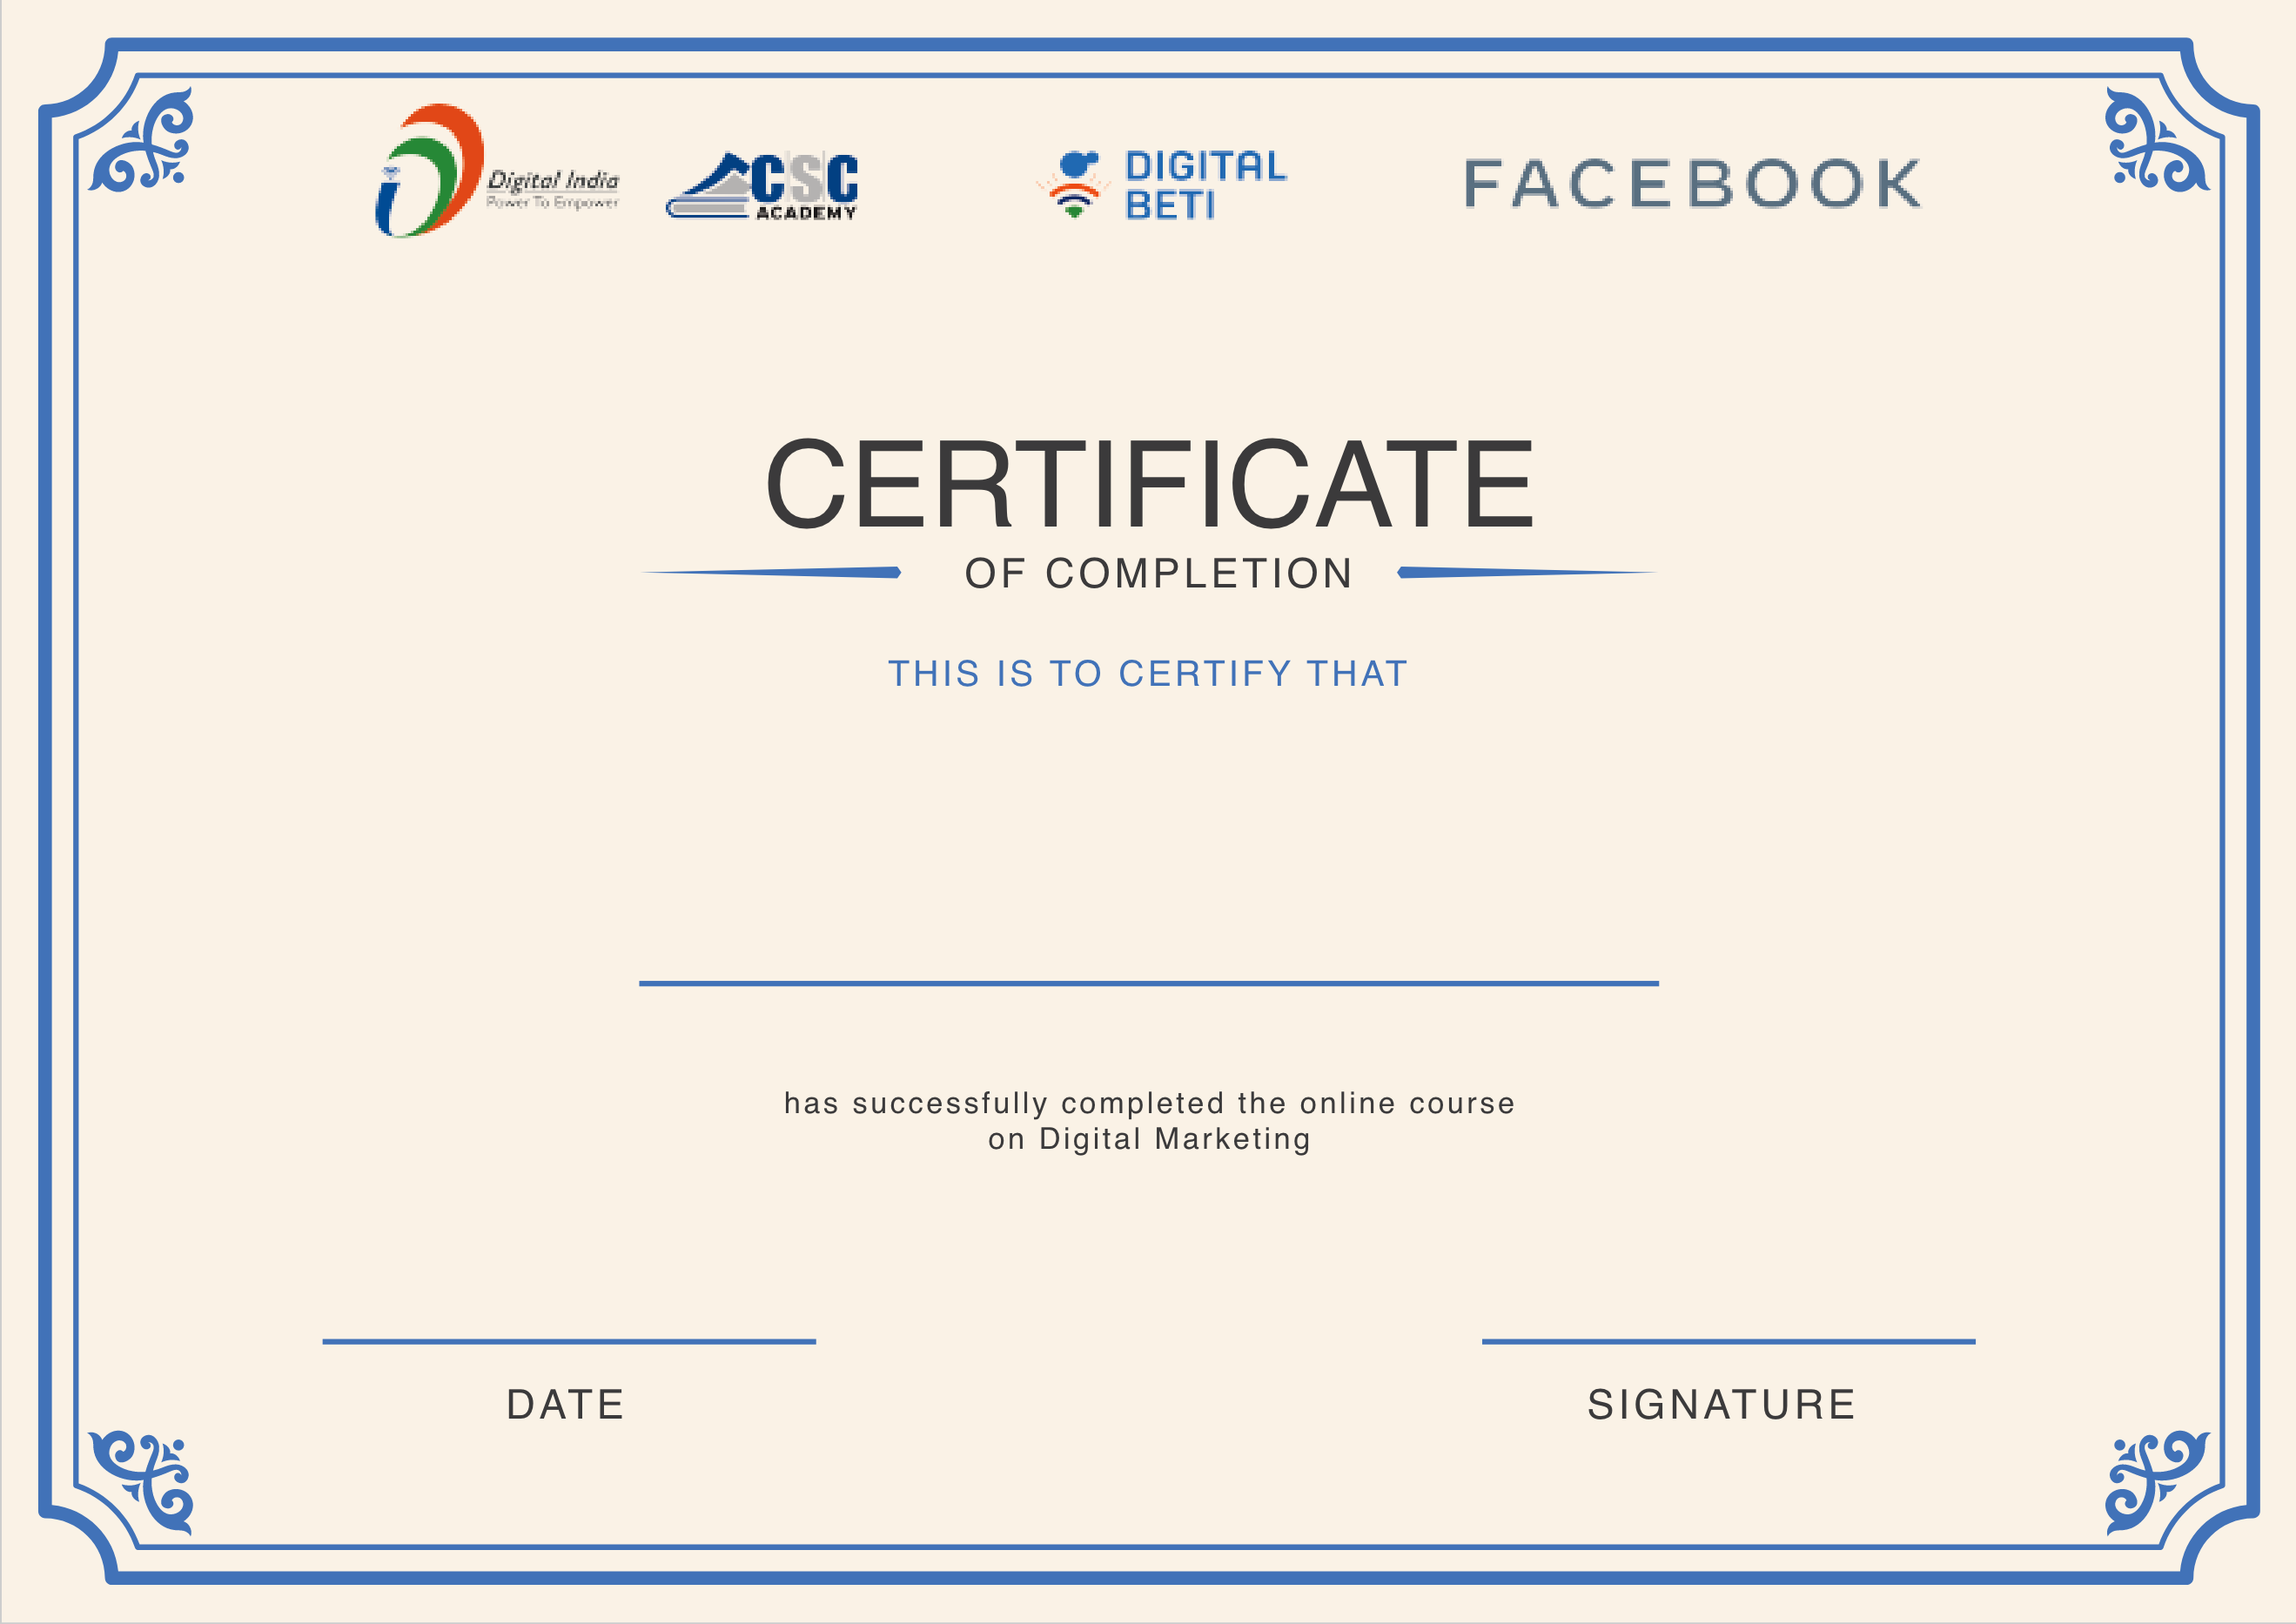 Digital India
Power To Empower
CSC
ACADEMY
DIGITAL
BETI
FACEBOOK
CERTIFICATE
OF COMPLETION
THIS IS TO CERTIFY THAT
has successfully completed the online course
on Digital Marketing
DATE
SIGNATURE